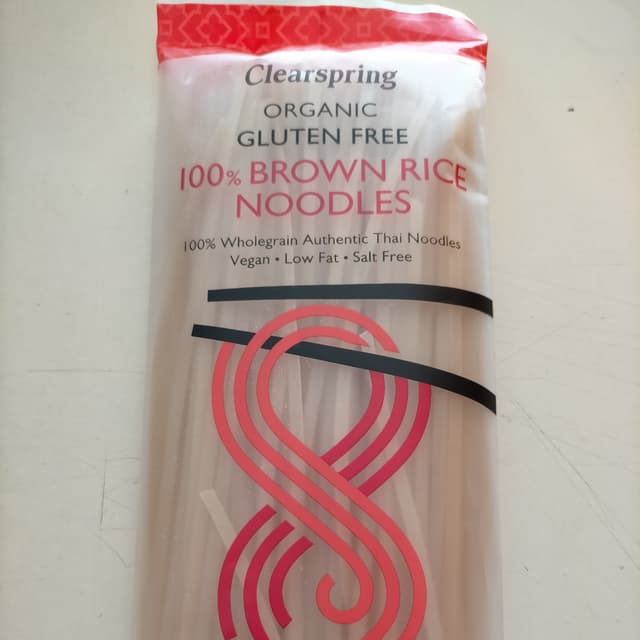 Clearspring
ORGANIC
GLUTEN FREE
100% BROWN RICE
NOODLES
100% Wholegrain Authentic Thai Noodles
Vegan • Low Fat • Salt Free